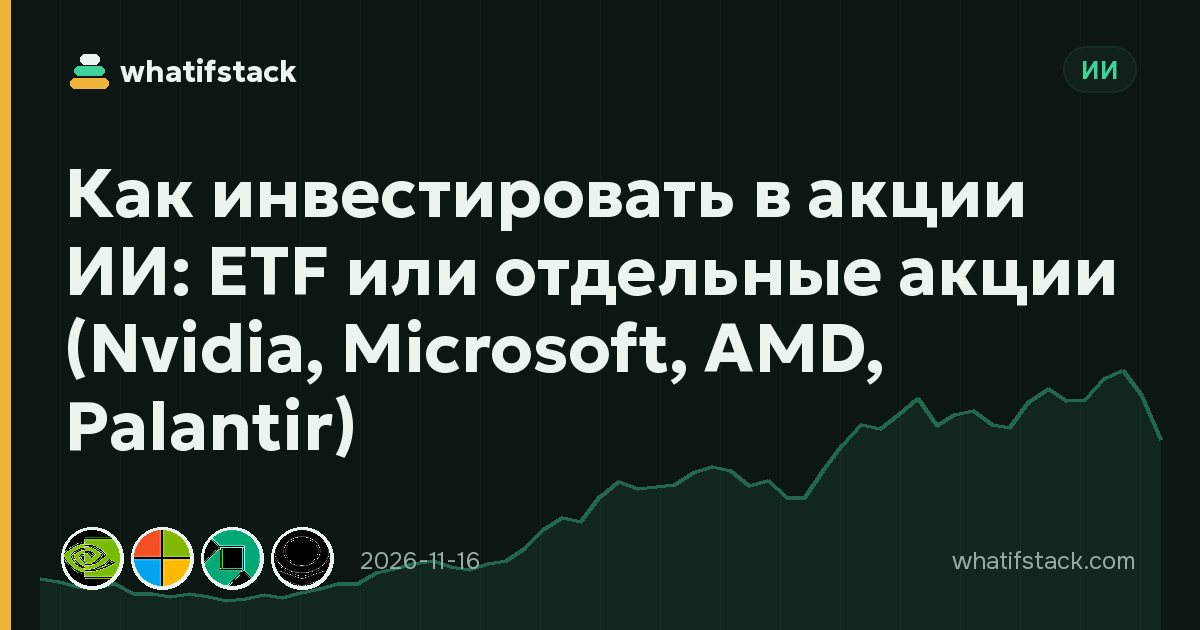 whatifstack
ИИ
Как инвестировать в акции
ИИ: ETF или отдельные акции
(Nvidia, Microsoft, AMD,
Palantir)
2026-11-16
whatifstack.com